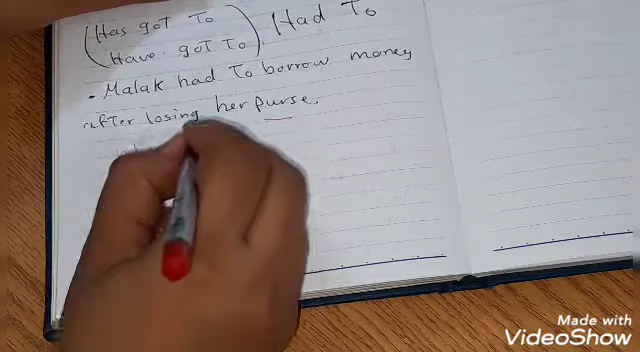 (Has got To
Have got To) Had To
• Malak had To borrow money
after losing her purse.
Made with
VideoShow